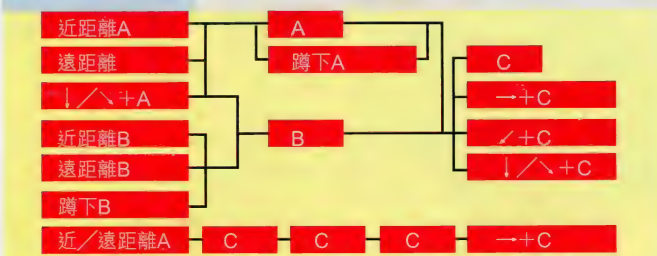 近距離A
A
遠距離
蹲下A
C
↓／↘+A
→+C
近距離B
B
↙+C
遠距離B
↓／↘+C
蹲下B
近／遠距離A C C C →+C